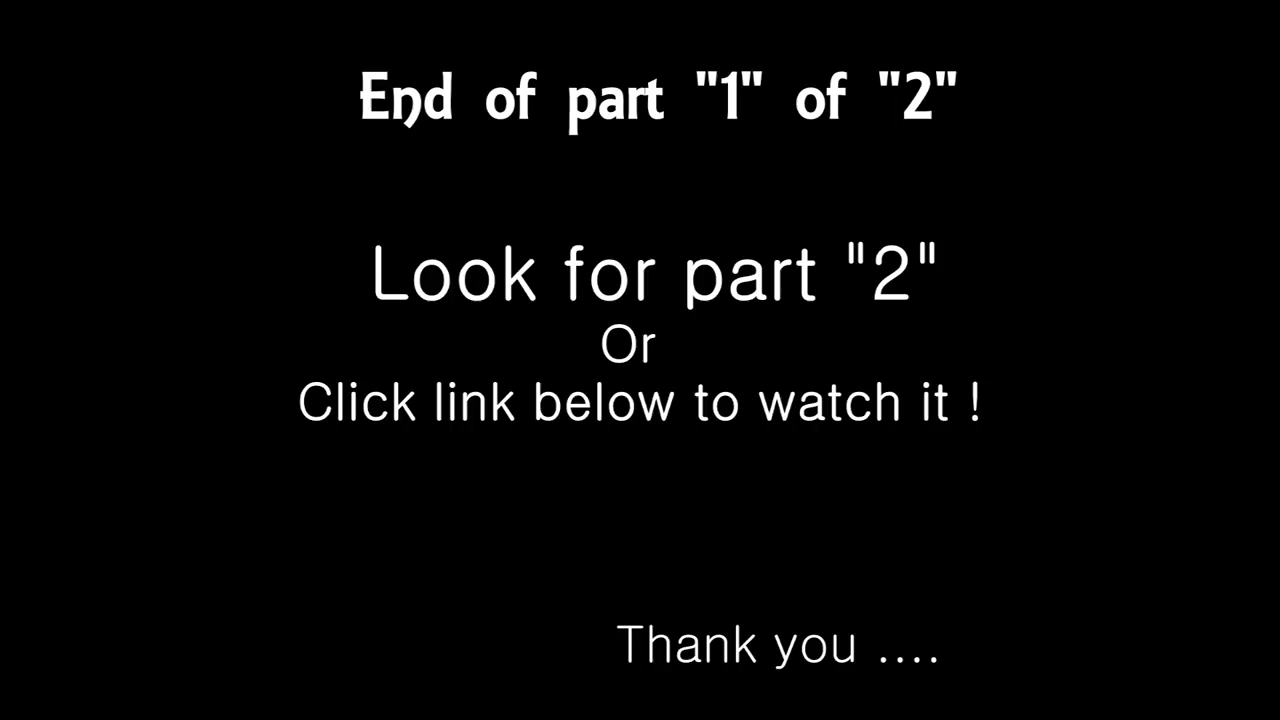 End of part "1" of "2"
Look for part "2"
Or
Click link below to watch it !
Thank you ....